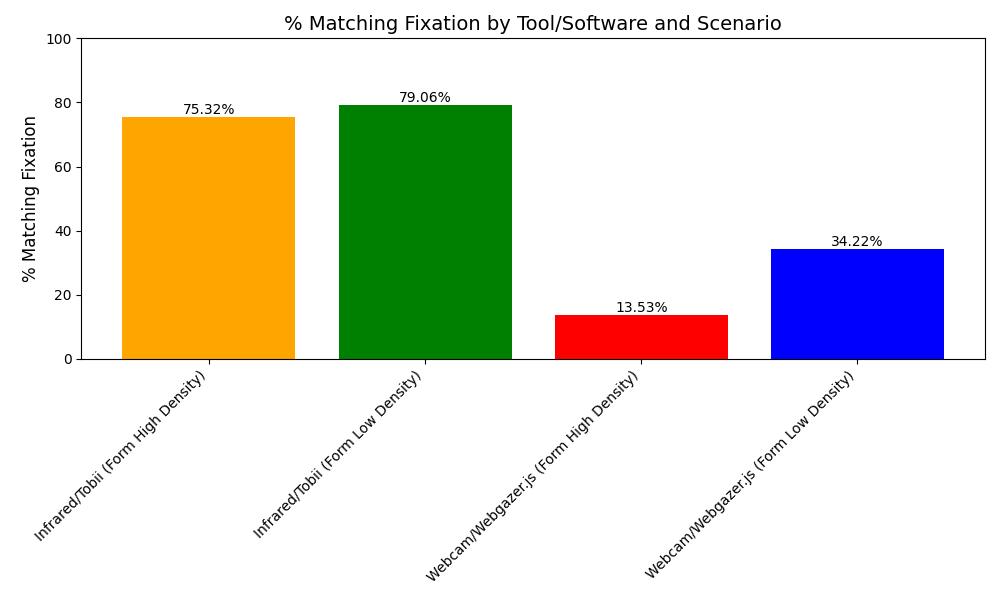 % Matching Fixation by Tool/Software and Scenario
% Matching Fixation
100
80
60
40
20
0
75.32%
79.06%
13.53%
34.22%
Infrared/Tobii (Form High Density)
Infrared/Tobii (Form Low Density)
Webcam/Webgazer.js (Form High Density)
Webcam/Webgazer.js (Form Low Density)